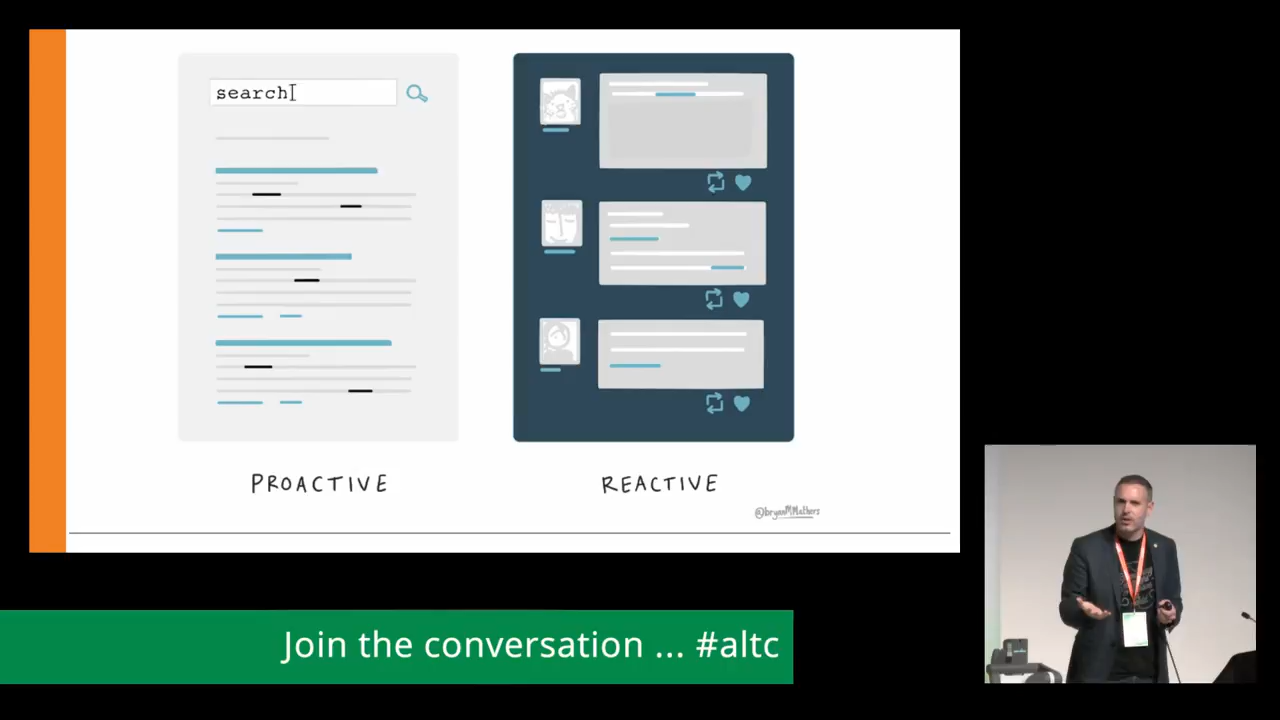 search
PROACTIVE
REACTIVE
@bryanMMathers
Join the conversation ... #altc